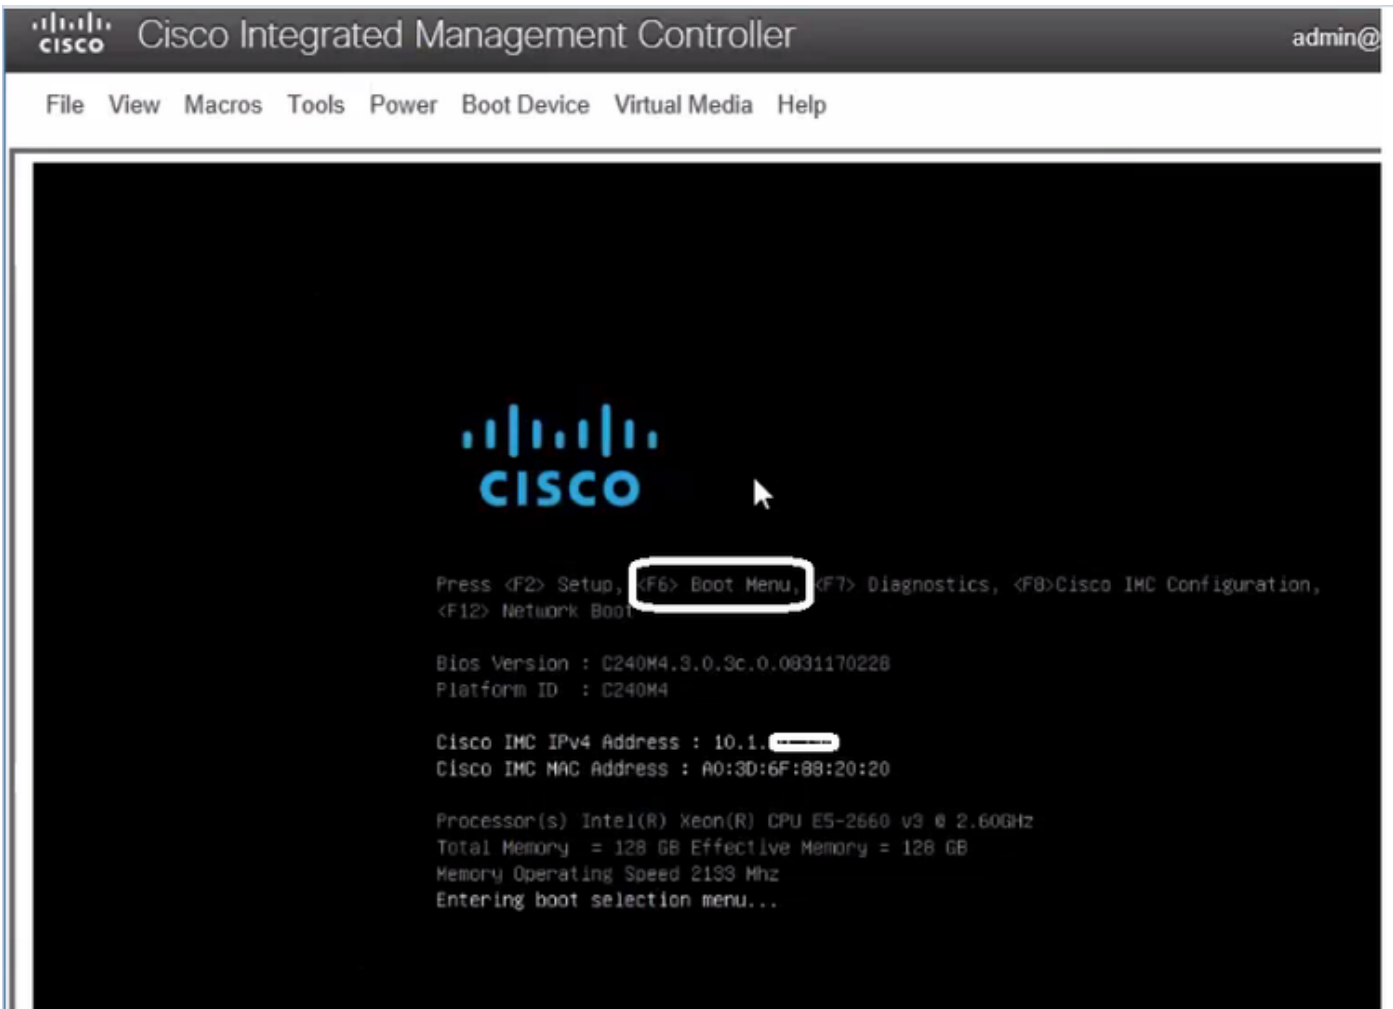 CISCO Cisco Integrated Management Controller admin@
File View Macros Tools Power Boot Device Virtual Media Help
CISCO
Press <F2> Setup, <F6> Boot Menu, <F7> Diagnostics, <F8>Cisco IMC Configuration,
<F12> Network Boot
Bios Version : C240M4.3.0.3c.0.0831170228
Platform ID : C240M4
Cisco IMC IPv4 Address : 10.1.
Cisco IMC MAC Address : A0:3D:6F:88:20:20
Processor(s) Intel(R) Xeon(R) CPU E5-2660 v3 @ 2.60GHz
Total Memory = 128 GB Effective Memory = 128 GB
Memory Operating Speed 2133 Mhz
Entering boot selection menu...